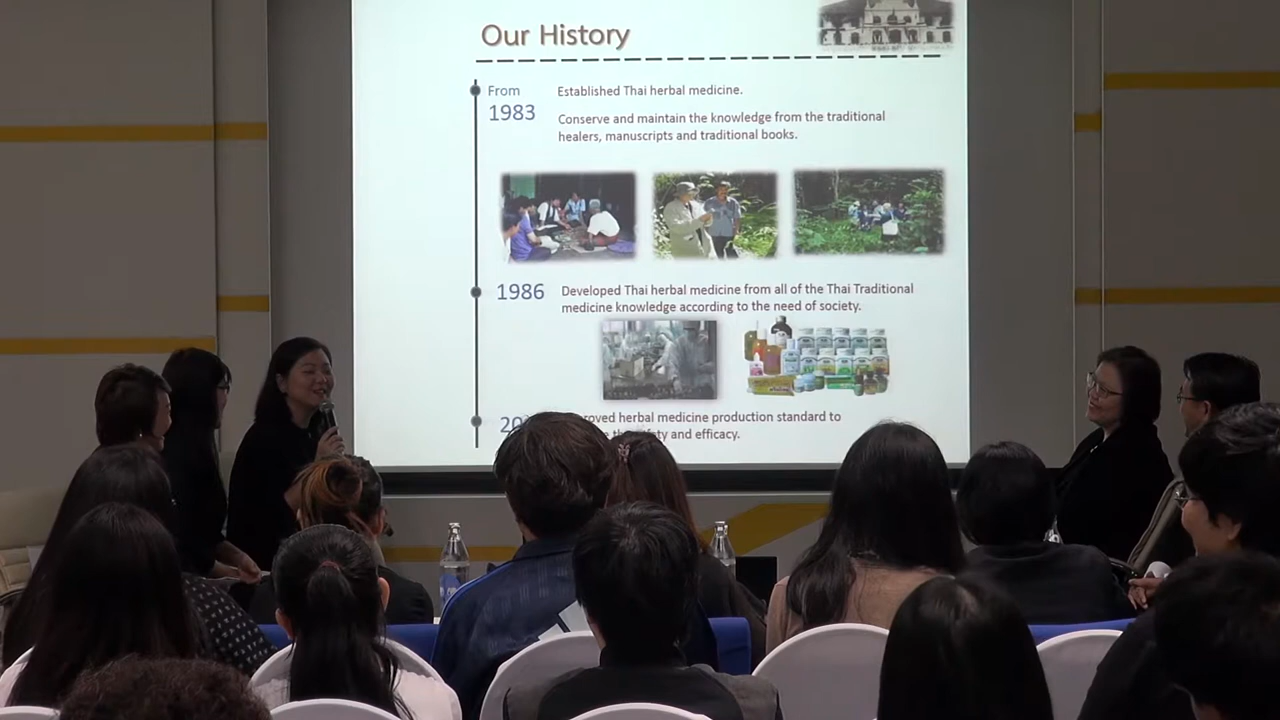 Our History
From
1983
Established Thai herbal medicine.
Conserve and maintain the knowledge from the traditional
healers, manuscripts and traditional books.
1986
Developed Thai herbal medicine from all of the Thai Traditional
medicine knowledge according to the need of society.
herbal medicine production standard to
and efficacy.